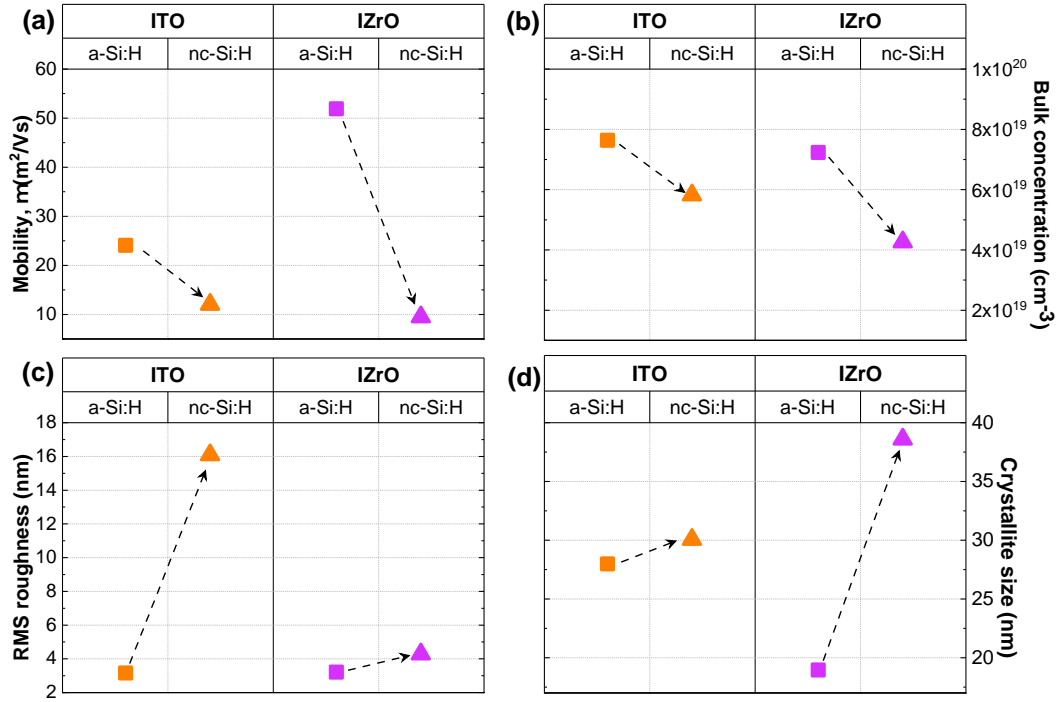 (a)
ITO IZrO
a-Si:H nc-Si:H a-Si:H nc-Si:H
60
50
40
30
20
10
Mobility, m(m²/Vs)
(b)
ITO IZrO
a-Si:H nc-Si:H a-Si:H nc-Si:H
1x10²⁰
8x10¹⁹
6x10¹⁹
4x10¹⁹
2x10¹⁹
Bulk concentration (cm⁻³)
(c)
ITO IZrO
a-Si:H nc-Si:H a-Si:H nc-Si:H
18
16
14
12
10
8
6
4
2
RMS roughness (nm)
(d)
ITO IZrO
a-Si:H nc-Si:H a-Si:H nc-Si:H
40
35
30
25
20
Crystallite size (nm)